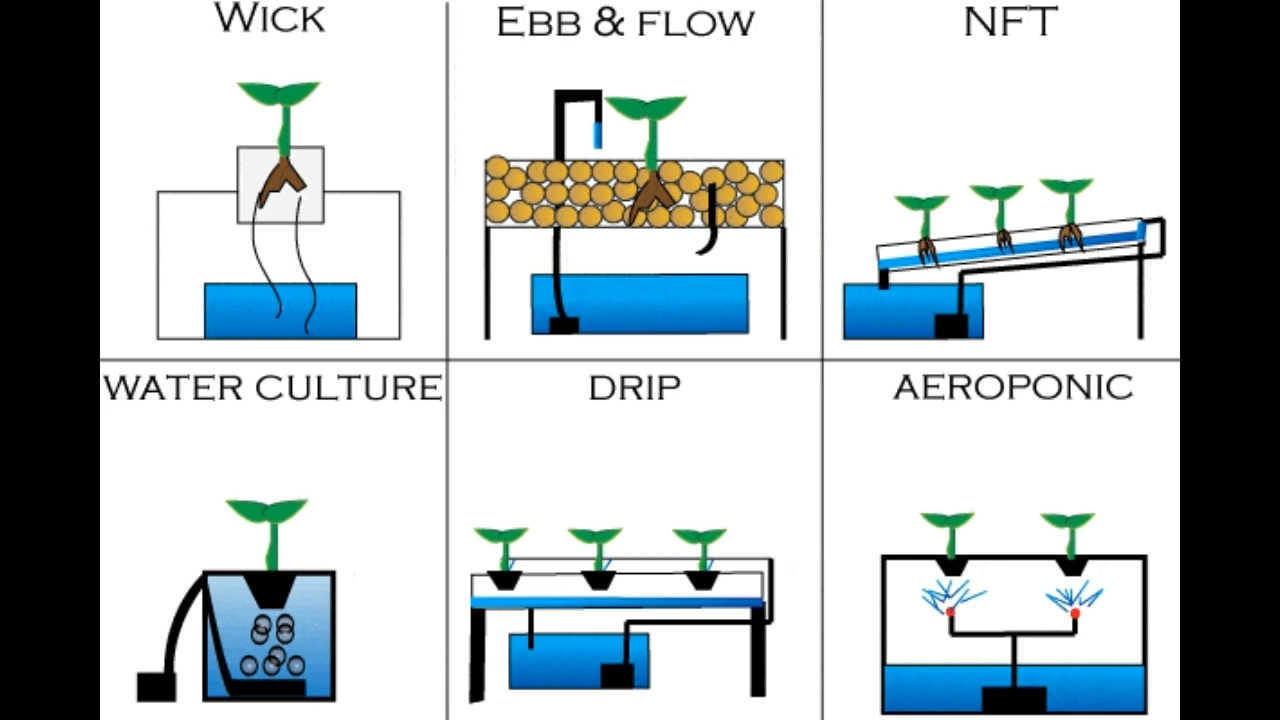 WICK
EBB & FLOW
NFT
WATER CULTURE
DRIP
AEROPONIC